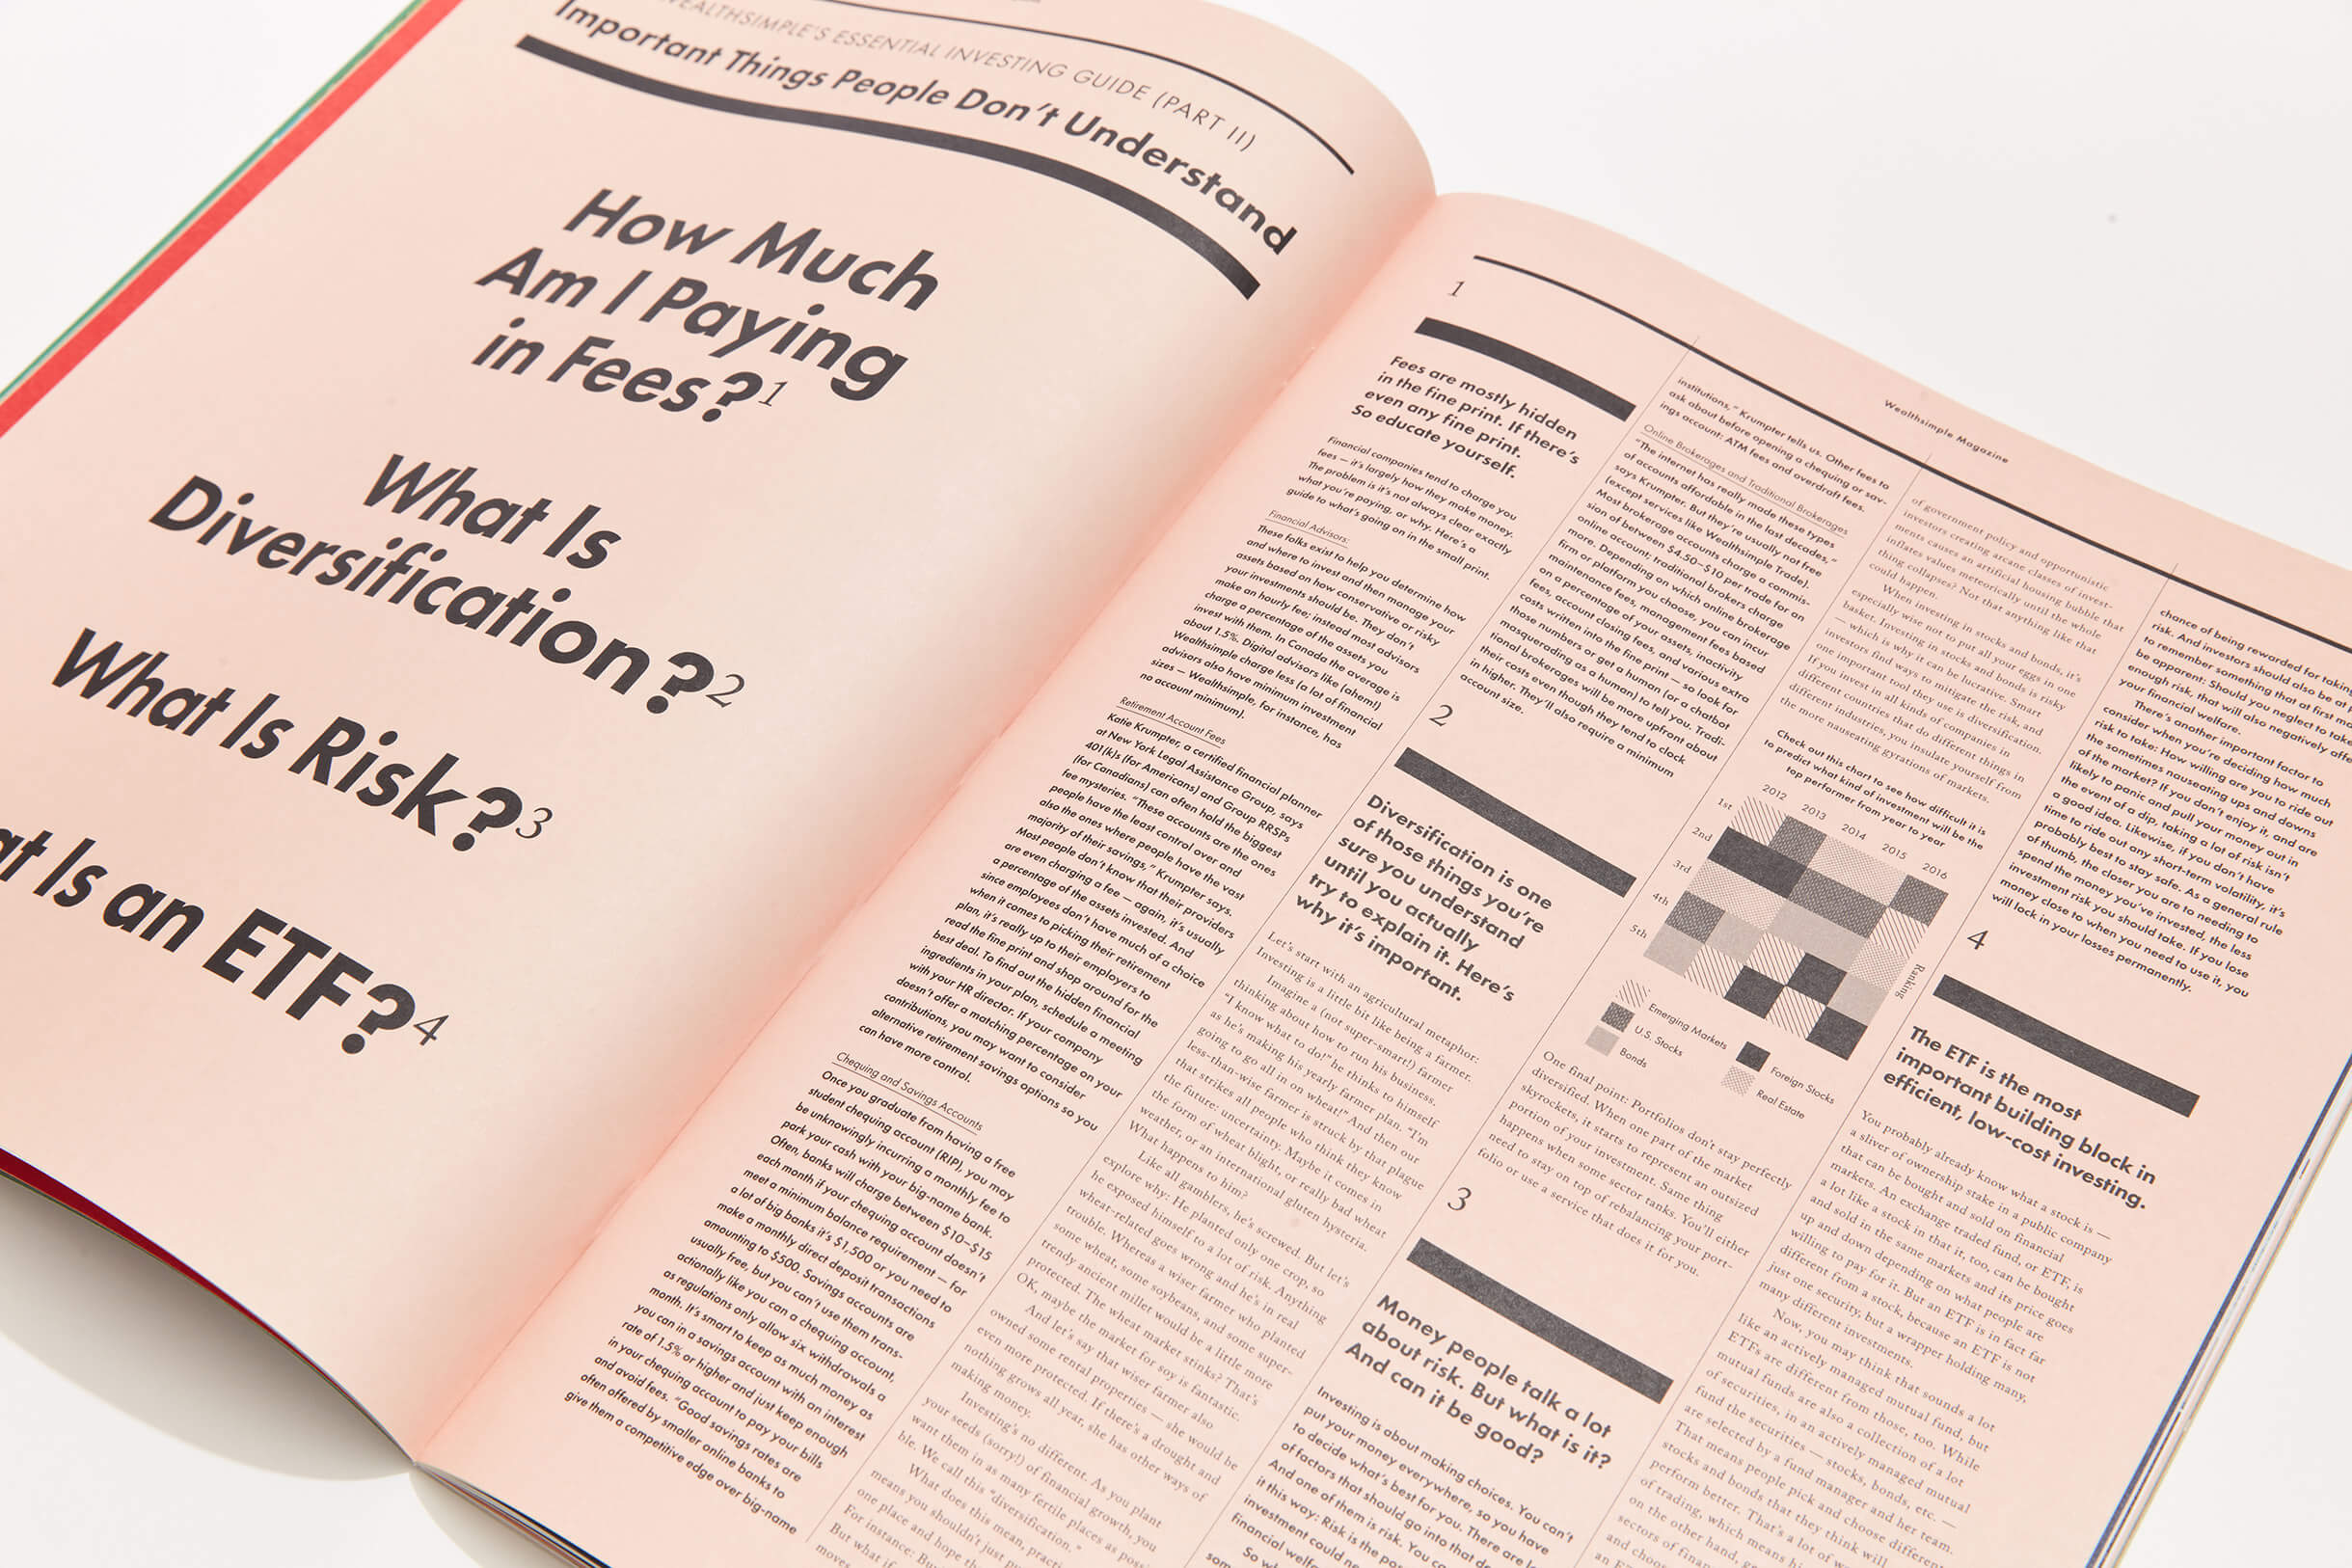 WEALTHSIMPLE'S ESSENTIAL INVESTING GUIDE (PART II)
Important Things People Don't Understand
How Much
Am I Paying
in Fees?1
What Is
Diversification?2
What Is Risk?3
Is an ETF?4
Wealthsimple Magazine
1
Fees are mostly hidden
in the fine print. If there's
even any fine print.
So educate yourself.
Financial companies tend to charge you
fees — it's largely how they make money.
The problem is it's not always clear exactly
what you're paying, or why. Here's a
guide to what's going on in the small print.
Financial Advisors:
These folks exist to help you determine how
and where to invest and then manage your
assets based on how conservative or risky
your investments should be. They don't
make an hourly fee; instead most advisors
charge a percentage of the assets you
invest with them. In Canada the average is
about 1.5%. Digital advisors like (ahem!)
Wealthsimple charge less (a lot of financial
advisors also have minimum investment
sizes — Wealthsimple, for instance, has
no account minimum).
Retirement Account Fees
Katie Krumpter, a certified financial planner
at New York Legal Assistance Group, says
401(k)s (for Americans) and Group RRSPs
(for Canadians) can often hold the biggest
fee mysteries. "These accounts are the ones
people have the least control over and
also the ones where people have the vast
majority of their savings," Krumpter says.
Most people don't know that their providers
are even charging a fee — again, it's usually
a percentage of the assets invested. And
since employees don't have much of a choice
when it comes to picking their retirement
plan, it's really up to their employers to
read the fine print and shop around for the
best deal. To find out the hidden financial
ingredients in your plan, schedule a meeting
with your HR director. If your company
doesn't offer a matching percentage on your
contributions, you may want to consider
alternative retirement savings options so you
can have more control.
Chequing and Savings Accounts
Once you graduate from having a free
student chequing account (RIP), you may
be unknowingly incurring a monthly fee to
park your cash with your big-name bank.
Often, banks will charge between $10–$15
each month if your chequing account doesn't
meet a minimum balance requirement — for
a lot of big banks it's $1,500 or you need to
make a monthly direct deposit transactions
amounting to $500. Savings accounts are
usually free, but you can't use them trans-
actionally like you can a chequing account,
as regulations only allow six withdrawals a
month. It's smart to keep as much money as
you can in a savings account with an interest
rate of 1.5% or higher and just keep enough
in your chequing account to pay your bills
and avoid fees. "Good savings rates are
often offered by smaller online banks to
give them a competitive edge over big-name
institutions," Krumpter tells us. Other fees to
ask about before opening a chequing or sav-
ings account: ATM fees and overdraft fees.
Online Brokerages and Traditional Brokerages
"The internet has really made these types
of accounts affordable in the last decades,"
says Krumpter. But they're usually not free
(except services like Wealthsimple Trade).
Most brokerage accounts charge a commis-
sion of between $4.50–$10 per trade for an
online account; traditional brokers charge
more. Depending on which online brokerage
firm or platform you choose, you can incur
maintenance fees, management fees based
on a percentage of your assets, inactivity
fees, account closing fees, and various extra
costs written into the fine print — so look for
those numbers or get a human (or a chatbot
masquerading as a human) to tell you. Tradi-
tional brokerages will be more upfront about
their costs even though they tend to clock
in higher. They'll also require a minimum
account size.
2
Diversification is one
of those things you're
sure you understand
until you actually
try to explain it. Here's
why it's important.
Let's start with an agricultural metaphor:
Investing is a little bit like being a farmer.
Imagine a (not super-smart!) farmer
thinking about how to run his business.
"I know what to do!" he thinks to himself
as he's making his yearly farmer plan. "I'm
going to go all in on wheat!" And then our
less-than-wise farmer is struck by that plague
that strikes all people who think they know
the future: uncertainty. Maybe it comes in
the form of wheat blight, or really bad wheat
weather, or an international gluten hysteria.
What happens to him?
Like all gamblers, he's screwed. But let's
explore why: He planted only one crop, so
he exposed himself to a lot of risk. Anything
wheat-related goes wrong and he's in real
trouble. Whereas a wiser farmer who planted
some wheat, some soybeans, and some super-
trendy ancient millet would be a little more
protected. The wheat market stinks? That's
OK, maybe the market for soy is fantastic.
And let's say that wiser farmer also
owned some rental properties — she would be
even more protected. If there's a drought and
nothing grows all year, she has other ways of
making money.
Investing's no different. As you plant
your seeds (sorry!) of financial growth, you
want them in as many fertile places as possi-
ble. We call this "diversification."
What does this mean, practi
means you shouldn't just pu
one place and hope th
For instance: Bu
But what if
moves
of government policy and opportunistic
investors creating arcane classes of invest-
ments causes an artificial housing bubble that
inflates values meteorically until the whole
thing collapses? Not that anything like that
could happen.
When investing in stocks and bonds, it's
especially wise not to put all your eggs in one
basket. Investing in stocks and bonds is risky
— which is why it can be lucrative. Smart
investors find ways to mitigate the risk, and
one important tool they use is diversification.
If you invest in all kinds of companies in
different countries that do different things in
different industries, you insulate yourself from
the more nauseating gyrations of markets.
Check out this chart to see how difficult it is
to predict what kind of investment will be the
top performer from year to year
2012 2013 2014 2015 2016
1st
2nd
3rd
4th
5th
Ranking
Emerging Markets
U.S. Stocks
Bonds
Foreign Stocks
Real Estate
One final point: Portfolios don't stay perfectly
diversified. When one part of the market
skyrockets, it starts to represent an outsized
portion of your investment. Same thing
happens when some sector tanks. You'll either
need to stay on top of rebalancing your port-
folio or use a service that does it for you.
3
Money people talk a lot
about risk. But what is it?
And can it be good?
Investing is about making choices. You can't
put your money everywhere, so you have
to decide what's best for you. There are lo
of factors that should go into that de
And one of them is risk. You ca
it this way: Risk is the pos
investment could ne
financial welf
So wh
som
chance of being rewarded for taking
risk. And investors should also be at
to remember something that at first ma
be apparent: Should you neglect to take
enough risk, that will also negatively affe
your financial welfare.
There's another important factor to
consider when you're deciding how much
risk to take: How willing are you to ride out
the sometimes nauseating ups and downs
of the market? If you don't enjoy it, and are
likely to panic and pull your money out in
the event of a dip, taking a lot of risk isn't
a good idea. Likewise, if you don't have
time to ride out any short-term volatility, it's
probably best to stay safe. As a general rule
of thumb, the closer you are to needing to
spend the money you've invested, the less
investment risk you should take. If you lose
money close to when you need to use it, you
will lock in your losses permanently.
4
The ETF is the most
important building block in
efficient, low-cost investing.
You probably already know what a stock is —
a sliver of ownership stake in a public company
that can be bought and sold on financial
markets. An exchange traded fund, or ETF, is
a lot like a stock in that it, too, can be bought
and sold in the same markets and its price goes
up and down depending on what people are
willing to pay for it. But an ETF is in fact far
different from a stock, because an ETF is not
just one security, but a wrapper holding many,
many different investments.
Now, you may think that sounds a lot
like an actively managed mutual fund, but
ETFs are different from those, too. While
mutual funds are also a collection of a lot
of securities, in an actively managed mutual
fund the securities — stocks, bonds, etc. —
are selected by a fund manager and her team.
That means people pick and choose different
stocks and bonds that they think will
perform better. That's a lot of w
of trading, which means hi
on the other hand, g
sectors of finan
and choo
an ET